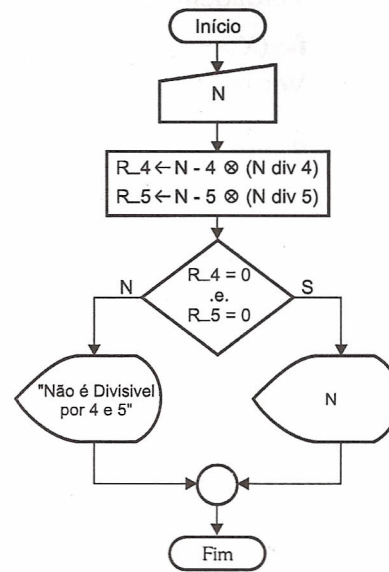 Início
N
R_4 ← N - 4 ⊗ (N div 4)
R_5 ← N - 5 ⊗ (N div 5)
N
R_4 = 0
.e.
R_5 = 0
S
"Não é Divisivel
por 4 e 5"
N
Fim